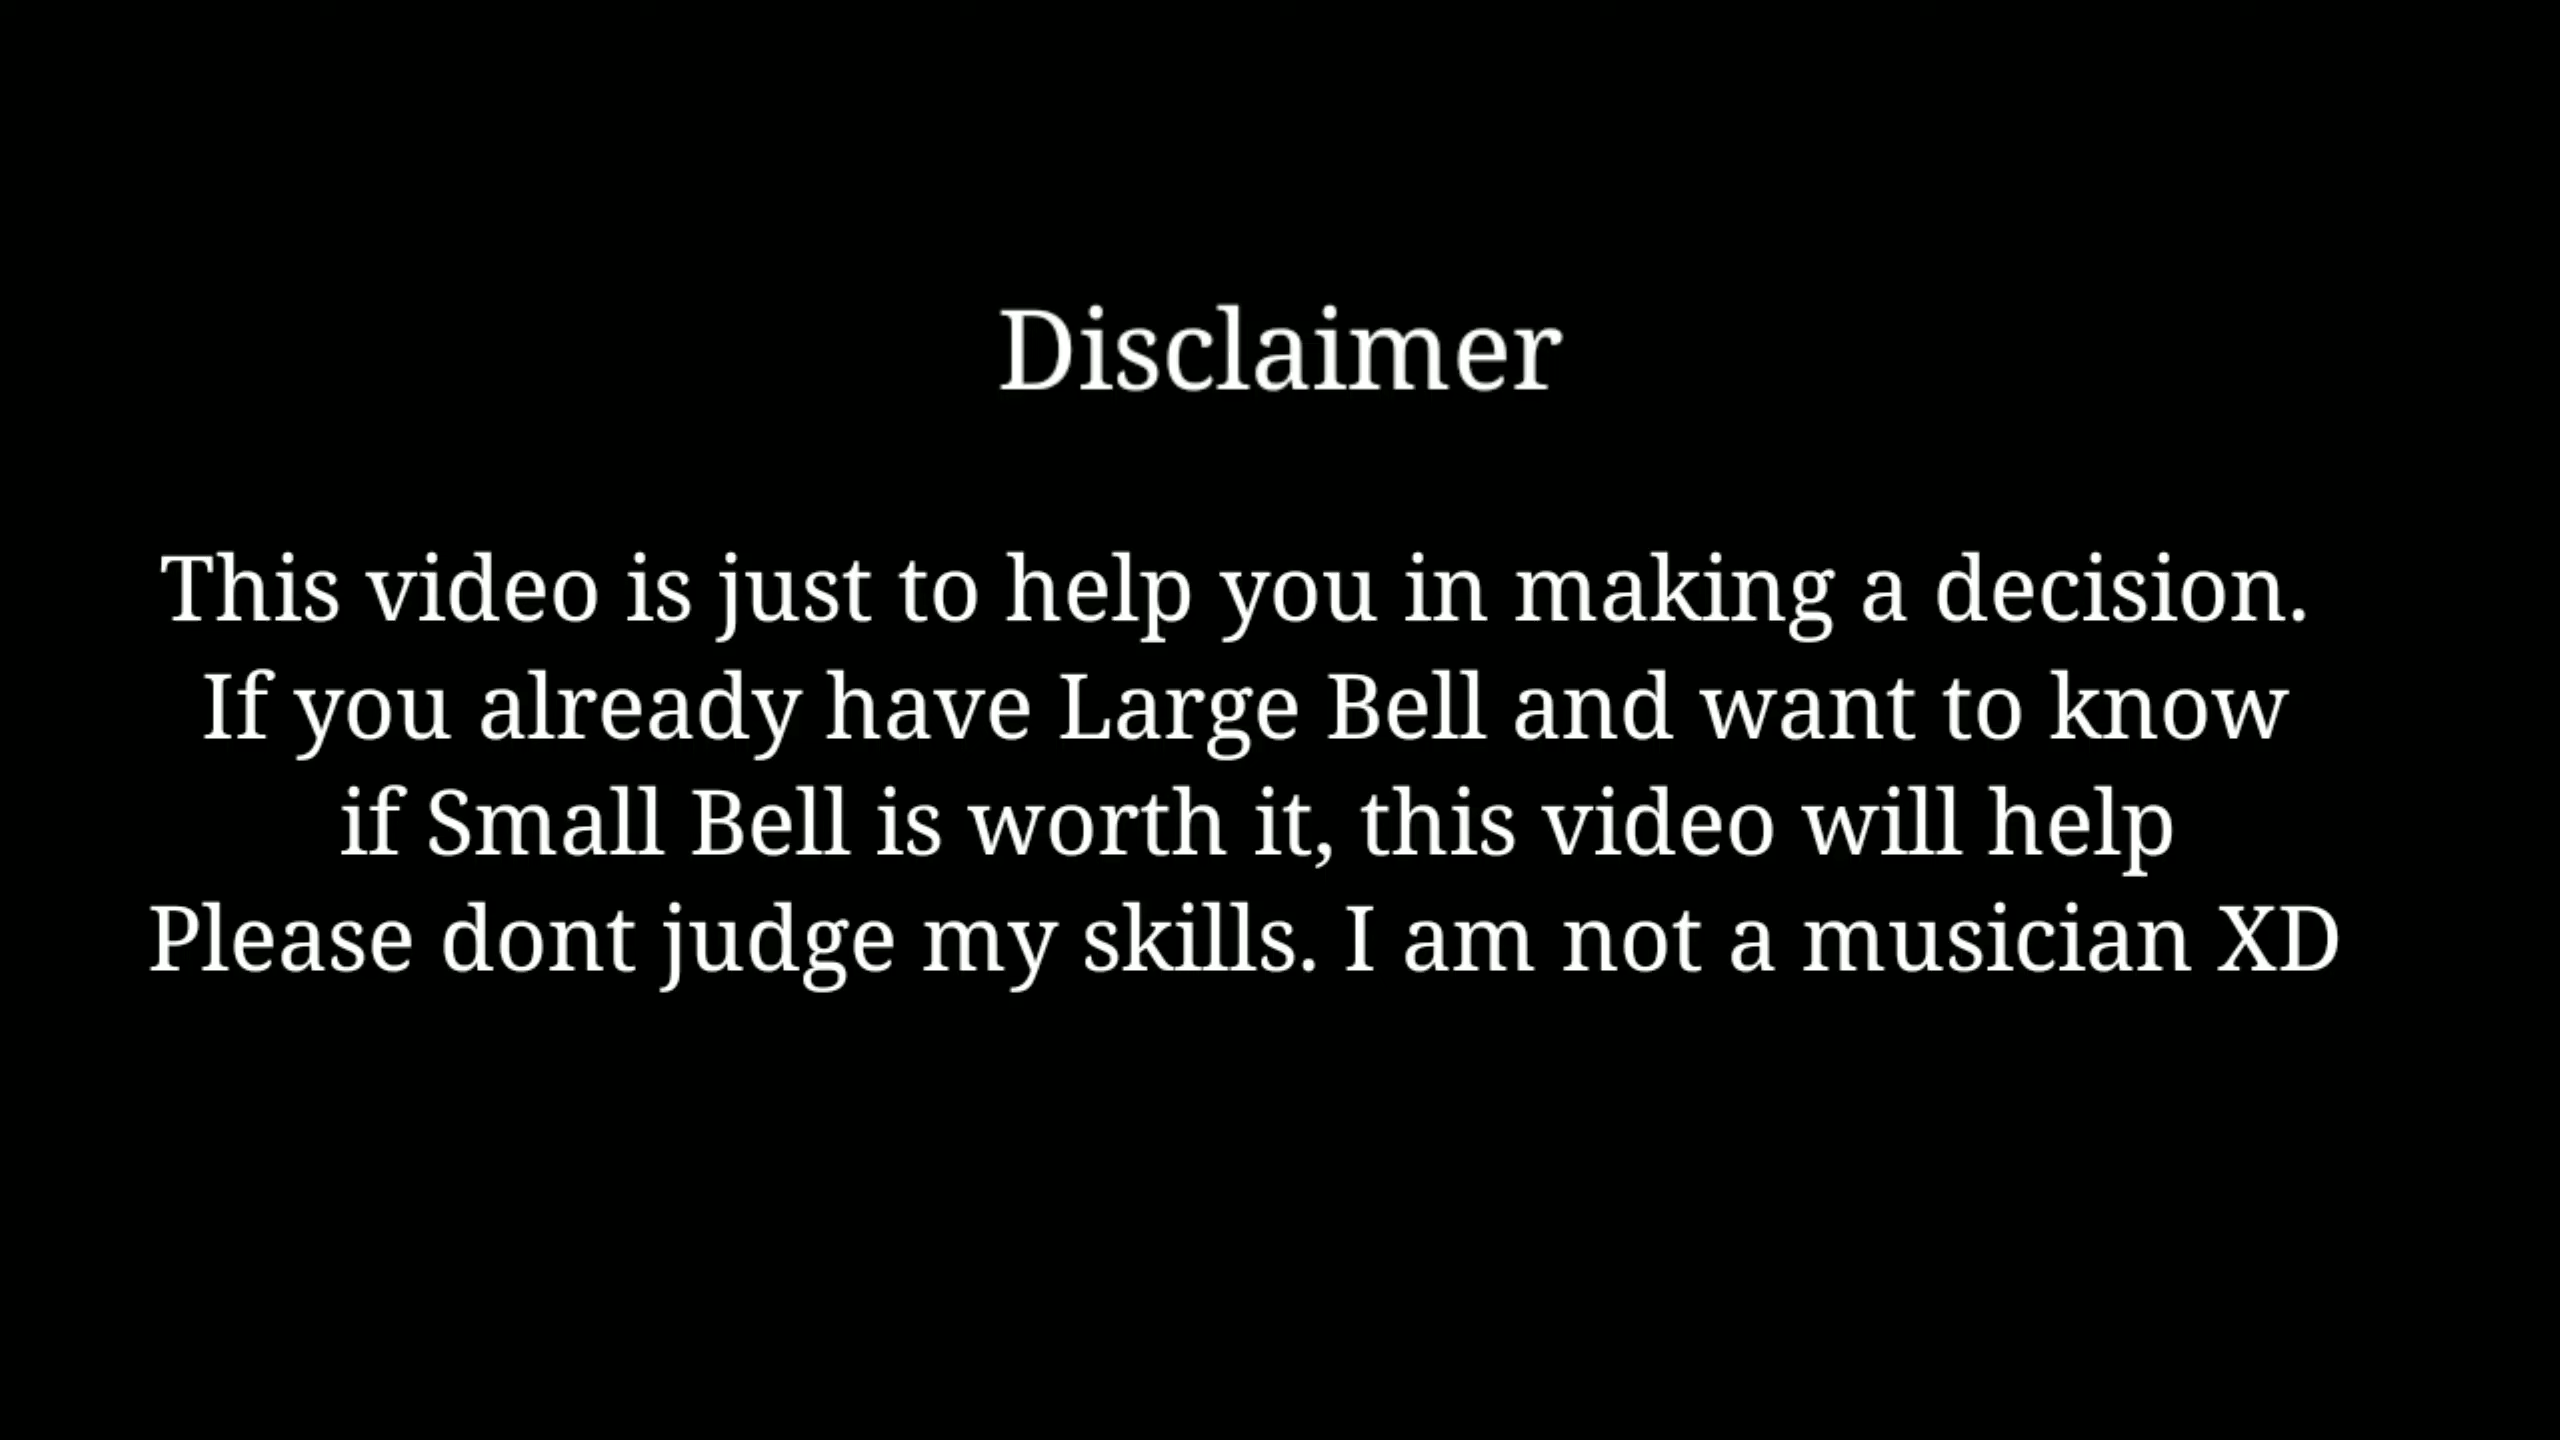 Disclaimer
This video is just to help you in making a decision.
If you already have Large Bell and want to know
if Small Bell is worth it, this video will help
Please dont judge my skills. I am not a musician XD